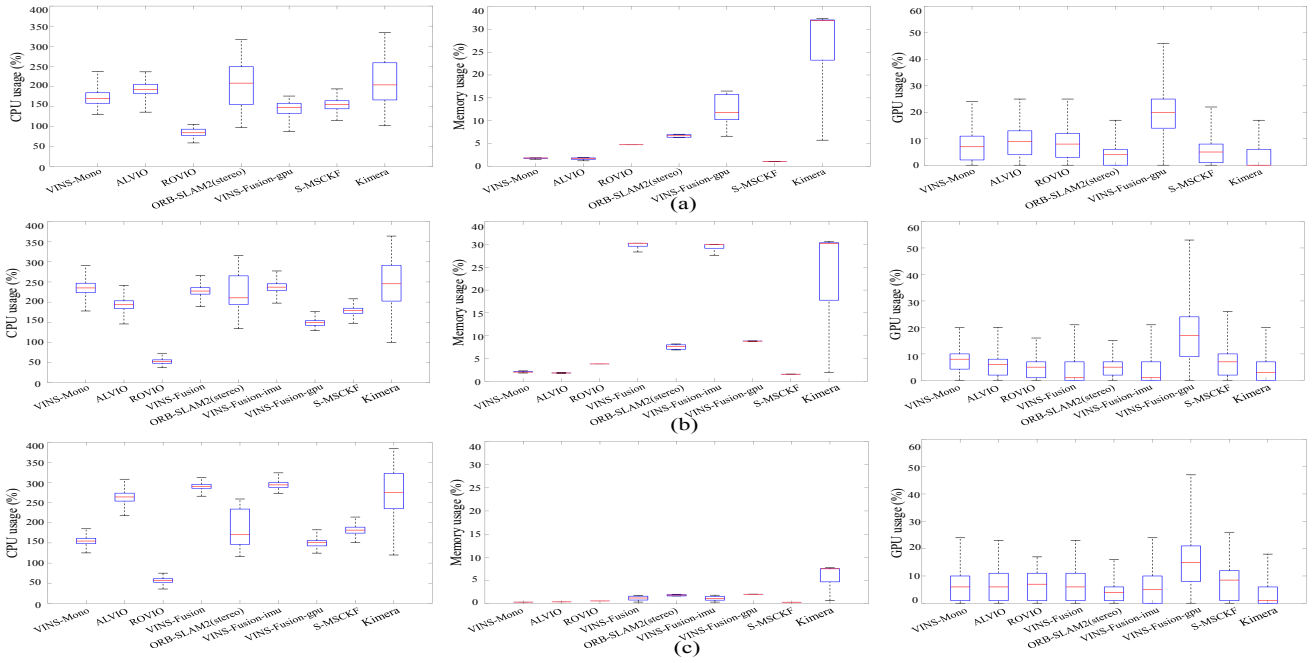 CPU usage (%)
400
350
300
250
200
150
100
50
0
VINS-Mono
ALVIO
ROVIO
ORB-SLAM2(stereo)
VINS-Fusion-gpu
S-MSCKF
Kimera
Memory usage (%)
40
35
30
25
20
15
10
5
0
VINS-Mono
ALVIO
ROVIO
ORB-SLAM2(stereo)
VINS-Fusion-gpu
S-MSCKF
Kimera
GPU usage (%)
60
50
40
30
20
10
0
VINS-Mono
ALVIO
ROVIO
ORB-SLAM2(stereo)
VINS-Fusion-gpu
S-MSCKF
Kimera
(a)
CPU usage (%)
400
350
300
250
200
150
100
50
0
VINS-Mono
ALVIO
ROVIO
VINS-Fusion
ORB-SLAM2(stereo)
VINS-Fusion-imu
VINS-Fusion-gpu
S-MSCKF
Kimera
Memory usage (%)
40
30
25
20
15
10
5
0
VINS-Mono
ALVIO
ROVIO
VINS-Fusion
ORB-SLAM2(stereo)
VINS-Fusion-imu
VINS-Fusion-gpu
S-MSCKF
Kimera
GPU usage (%)
60
50
40
30
20
10
0
VINS-Mono
ALVIO
ROVIO
VINS-Fusion
ORB-SLAM2(stereo)
VINS-Fusion-imu
VINS-Fusion-gpu
S-MSCKF
Kimera
(b)
CPU usage (%)
400
350
300
250
200
150
100
50
0
VINS-Mono
ALVIO
ROVIO
VINS-Fusion
ORB-SLAM2(stereo)
VINS-Fusion-imu
VINS-Fusion-gpu
S-MSCKF
Kimera
Memory usage (%)
40
35
30
25
20
15
10
5
0
VINS-Mono
ALVIO
ROVIO
VINS-Fusion
ORB-SLAM2(stereo)
VINS-Fusion-imu
VINS-Fusion-gpu
S-MSCKF
Kimera
GPU usage (%)
60
50
40
30
20
10
0
VINS-Mono
ALVIO
ROVIO
VINS-Fusion
ORB-SLAM2(stereo)
VINS-Fusion-imu
VINS-Fusion-gpu
S-MSCKF
Kimera
(c)